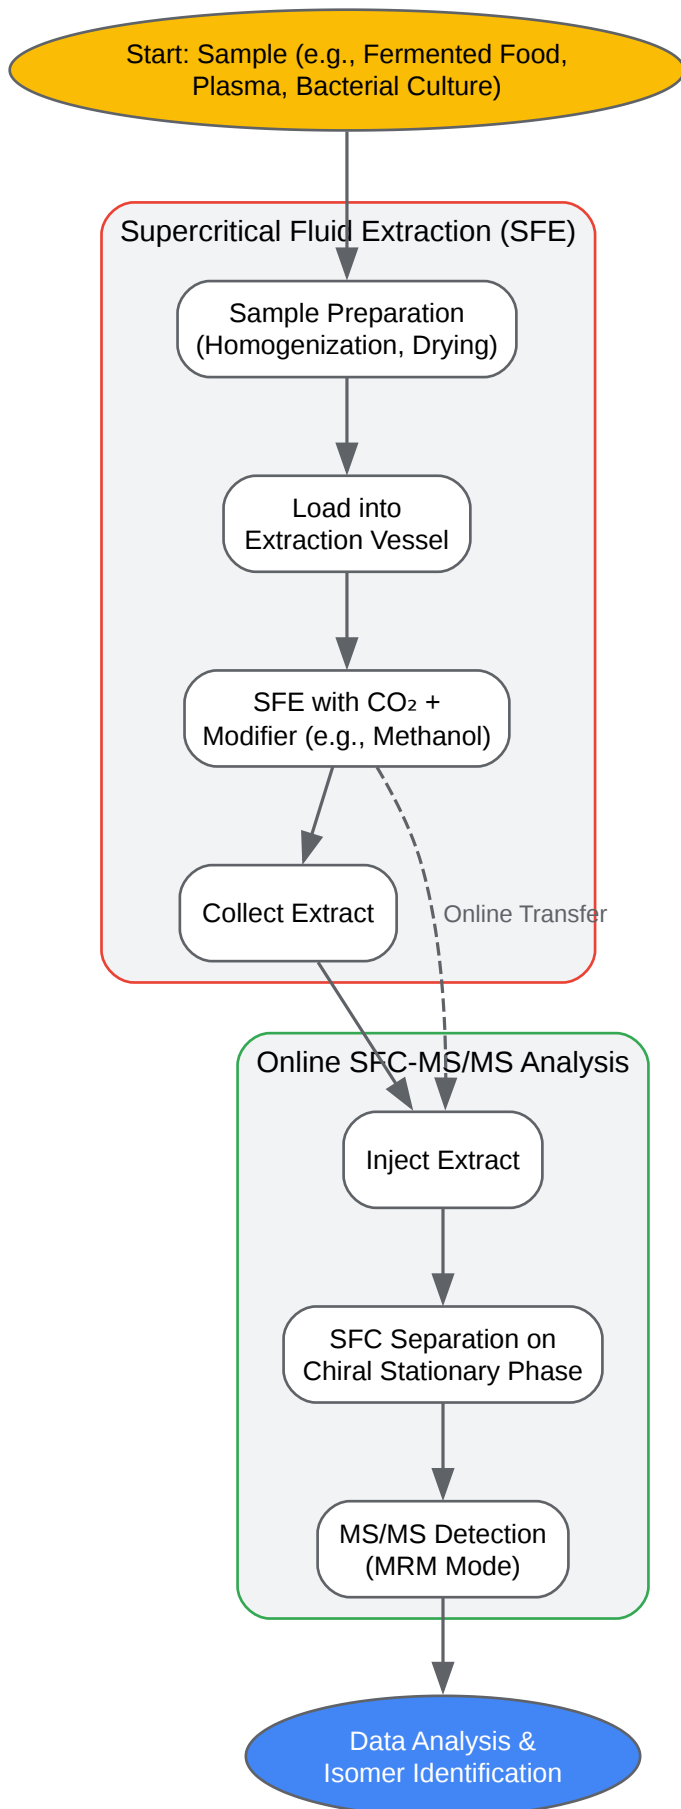 Start: Sample (e.g., Fermented Food,
Plasma, Bacterial Culture)
Supercritical Fluid Extraction (SFE)
Sample Preparation
(Homogenization, Drying)
Load into
Extraction Vessel
SFE with CO₂ +
Modifier (e.g., Methanol)
Collect Extract
Online Transfer
Online SFC-MS/MS Analysis
Inject Extract
SFC Separation on
Chiral Stationary Phase
MS/MS Detection
(MRM Mode)
Data Analysis &
Isomer Identification